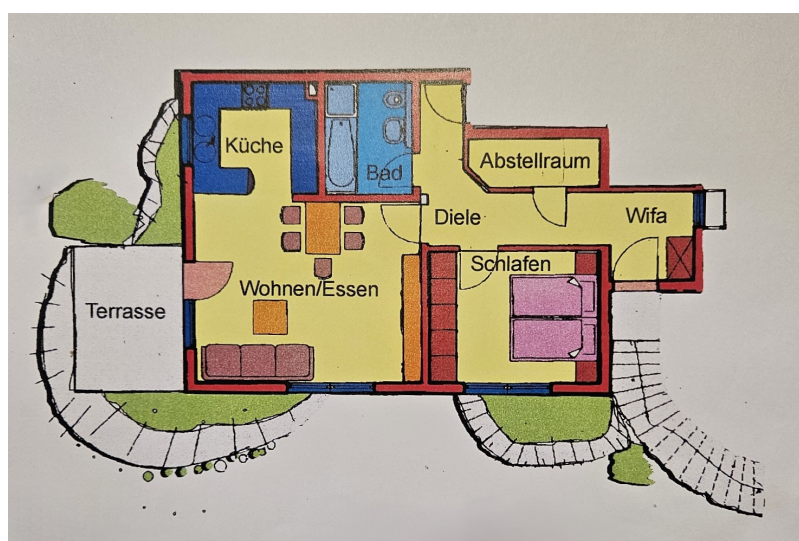 Küche
Bad
Abstellraum
Diele
Wifa
Schlafen
Wohnen/Essen
Terrasse